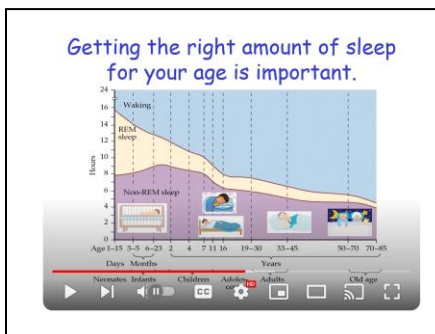 Getting the right amount of sleep
for your age is important.
24
16
14
12
10
8
6
4
2
0
Hours
Waking
REM
sleep
Non-REM sleep
Age 1–15 3–5 6–23 2 4 7 11 16 19–30 33–45 50–70 70–85
Days Months Years
Neonates Infants Children Adoles- Adults Old age
CC
HD